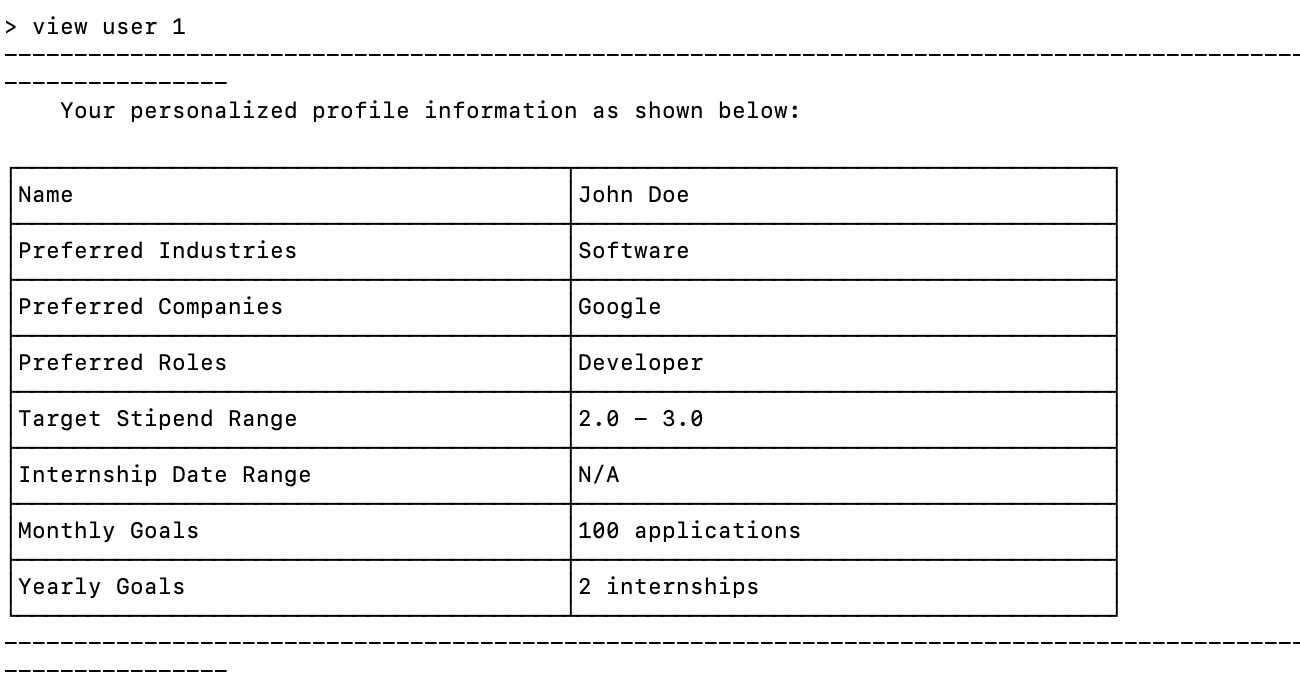 > view user 1
----------------------------------------------------------------------------------------------
----------------
Your personalized profile information as shown below:
Name John Doe
Preferred Industries Software
Preferred Companies Google
Preferred Roles Developer
Target Stipend Range 2.0 - 3.0
Internship Date Range N/A
Monthly Goals 100 applications
Yearly Goals 2 internships
----------------------------------------------------------------------------------------------
----------------